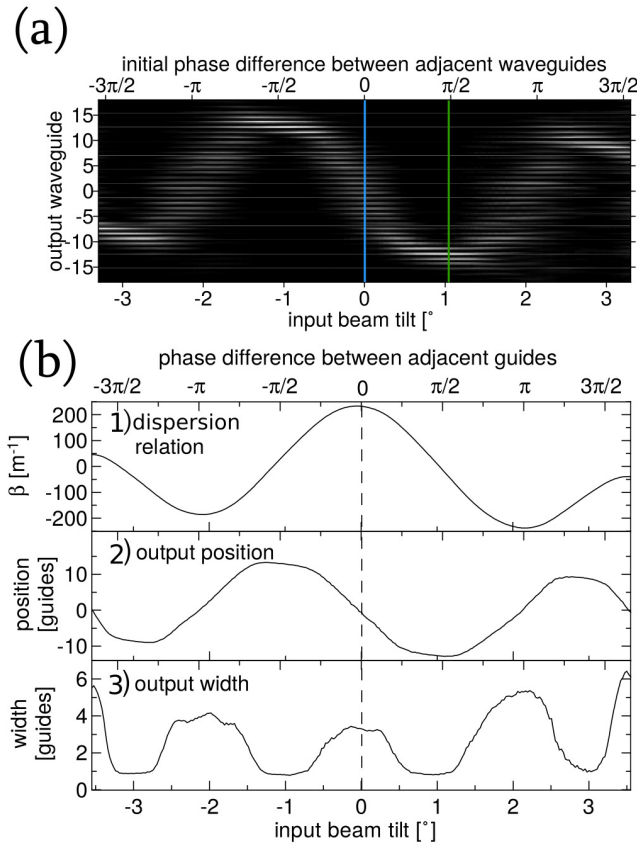 (a)
initial phase difference between adjacent waveguides
-3π/2 -π -π/2 0 π/2 π 3π/2
output waveguide
15
10
5
0
-5
-10
-15
-3 -2 -1 0 1 2 3
input beam tilt [°
(b)
phase difference between adjacent guides
-3π/2 -π -π/2 0 π/2 π 3π/2
1) dispersion
relation
β [m⁻¹]
200
100
0
-100
-200
2) output position
position
[guides]
10
0
-10
3) output width
width
[guides]
6
4
2
0
-3 -2 -1 0 1 2 3
input beam tilt [°]